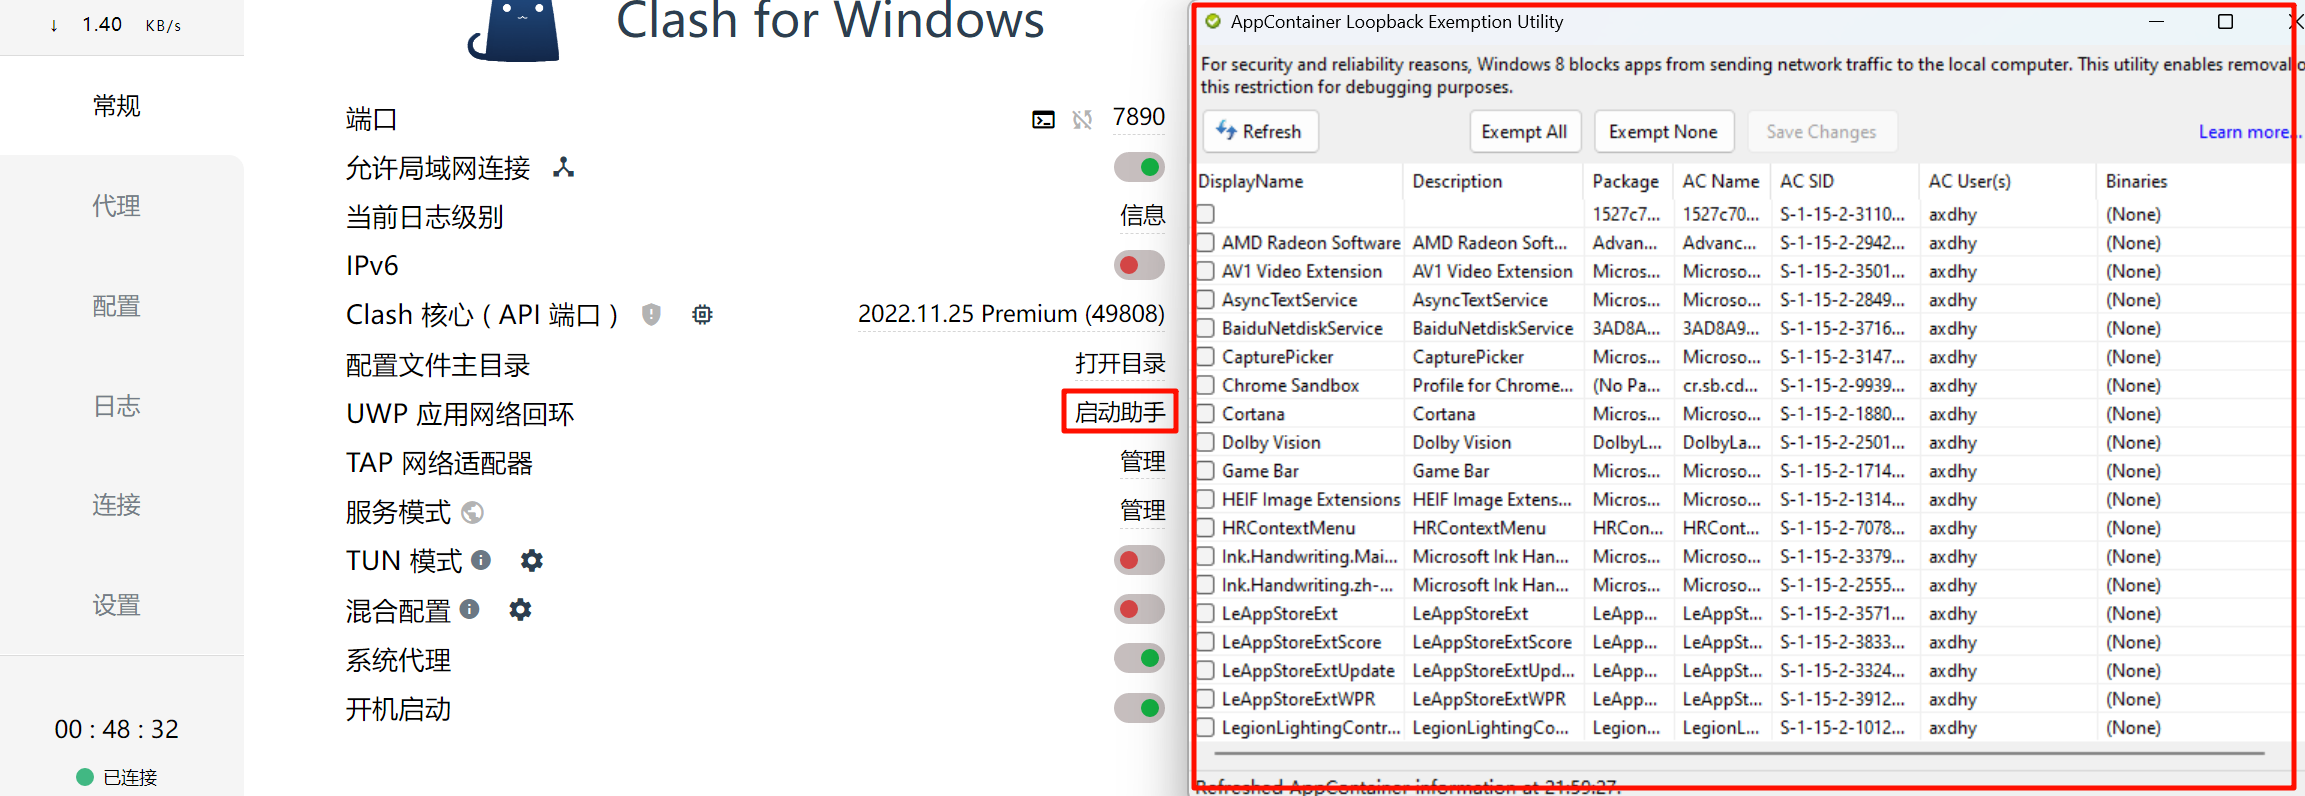 ↓ 1.40 KB/s
常规
代理
配置
日志
连接
设置
00 : 48 : 32
已连接
Clash for Windows
端口 7890
允许局域网连接
当前日志级别 信息
IPv6
Clash 核心 ( API 端口 ) 2022.11.25 Premium (49808)
配置文件主目录 打开目录
UWP 应用网络回环 启动助手
TAP 网络适配器 管理
服务模式 管理
TUN 模式
混合配置
系统代理
开机启动
AppContainer Loopback Exemption Utility
For security and reliability reasons, Windows 8 blocks apps from sending network traffic to the local computer. This utility enables removal o
this restriction for debugging purposes.
Refresh Exempt All Exempt None Save Changes Learn more...
DisplayName Description Package AC Name AC SID AC User(s) Binaries
1527c7... 1527c70... S-1-15-2-3110... axdhy (None)
AMD Radeon Software AMD Radeon Soft... Advan... Advanc... S-1-15-2-2942... axdhy (None)
AV1 Video Extension AV1 Video Extension Micros... Microso... S-1-15-2-3501... axdhy (None)
AsyncTextService AsyncTextService Micros... Microso... S-1-15-2-2849... axdhy (None)
BaiduNetdiskService BaiduNetdiskService 3AD8A... 3AD8A9... S-1-15-2-3716... axdhy (None)
CapturePicker CapturePicker Micros... Microso... S-1-15-2-3147... axdhy (None)
Chrome Sandbox Profile for Chrome... (No Pa... cr.sb.cd... S-1-15-2-9939... axdhy (None)
Cortana Cortana Micros... Microso... S-1-15-2-1880... axdhy (None)
Dolby Vision Dolby Vision DolbyL... DolbyLa... S-1-15-2-2501... axdhy (None)
Game Bar Game Bar Micros... Microso... S-1-15-2-1714... axdhy (None)
HEIF Image Extensions HEIF Image Extens... Micros... Microso... S-1-15-2-1314... axdhy (None)
HRContextMenu HRContextMenu HRCon... HRCont... S-1-15-2-7078... axdhy (None)
Ink.Handwriting.Mai... Microsoft Ink Han... Micros... Microso... S-1-15-2-3379... axdhy (None)
Ink.Handwriting.zh-... Microsoft Ink Han... Micros... Microso... S-1-15-2-2555... axdhy (None)
LeAppStoreExt LeAppStoreExt LeApp... LeAppSt... S-1-15-2-3571... axdhy (None)
LeAppStoreExtScore LeAppStoreExtScore LeApp... LeAppSt... S-1-15-2-3833... axdhy (None)
LeAppStoreExtUpdate LeAppStoreExtUpd... LeApp... LeAppSt... S-1-15-2-3324... axdhy (None)
LeAppStoreExtWPR LeAppStoreExtWPR LeApp... LeAppSt... S-1-15-2-3912... axdhy (None)
LegionLightingContr... LegionLightingCo... Legion... LegionL... S-1-15-2-1012... axdhy (None)
Refreshed AppContainer information at 21:59:27.